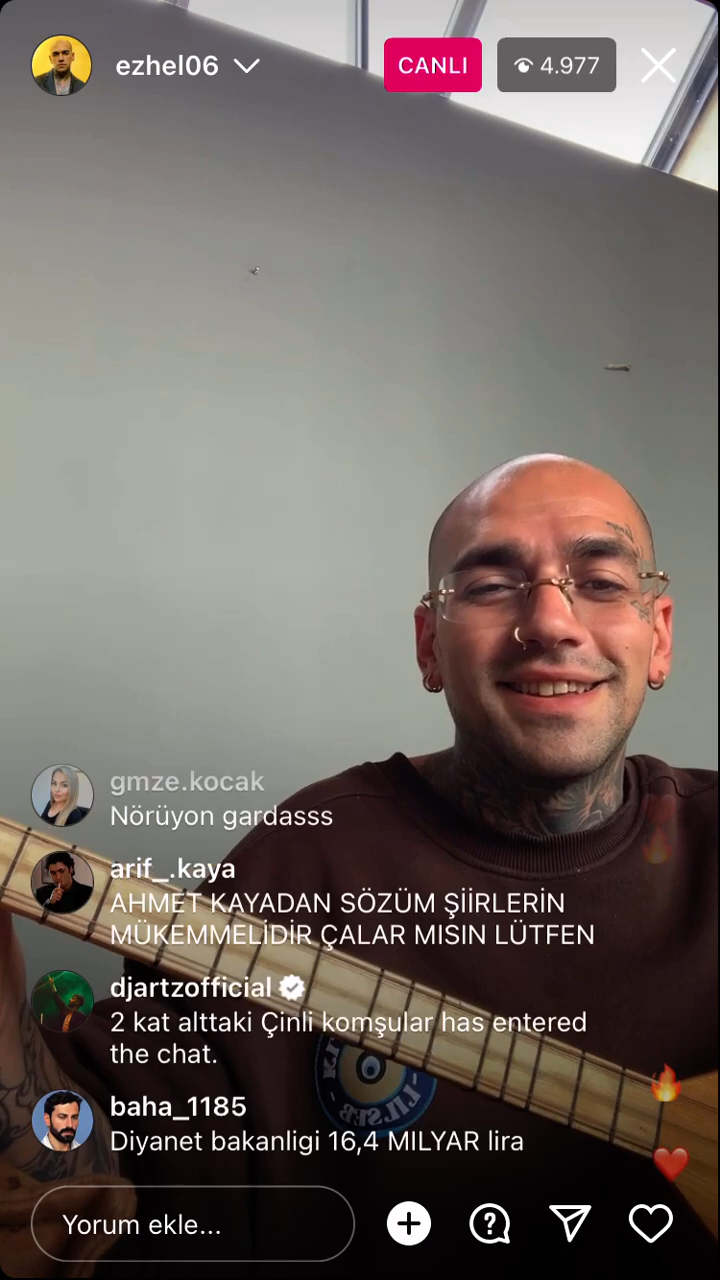 ezhel06
CANLI
4.977
gmze.kocak
Nörüyon gardasss
arif_.kaya
AHMET KAYADAN SÖZÜM ŞİİRLERİN
MÜKEMMELİDİR ÇALAR MISIN LÜTFEN
djartzofficial
2 kat alttaki Çinli komşular has entered
the chat.
baha_1185
Diyanet bakanligi 16,4 MILYAR lira
Yorum ekle...